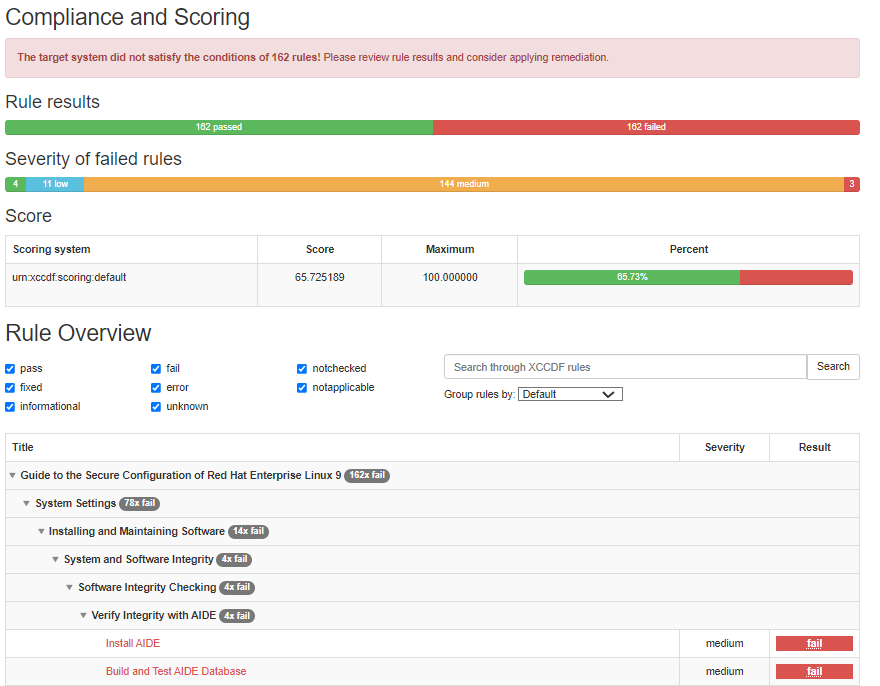 Compliance and Scoring
The target system did not satisfy the conditions of 162 rules! Please review rule results and consider applying remediation.
Rule results
162 passed 162 failed
Severity of failed rules
4 11 low 144 medium 3
Score
Scoring system Score Maximum Percent
urn:xccdf:scoring:default 65.725189 100.000000 65.73%
Rule Overview
pass fail notchecked Search through XCCDF rules Search
fixed error notapplicable Group rules by: Default
informational unknown
Title Severity Result
Guide to the Secure Configuration of Red Hat Enterprise Linux 9 162x fail
System Settings 78x fail
Installing and Maintaining Software 14x fail
System and Software Integrity 4x fail
Software Integrity Checking 4x fail
Verify Integrity with AIDE 4x fail
Install AIDE medium fail
Build and Test AIDE Database medium fail